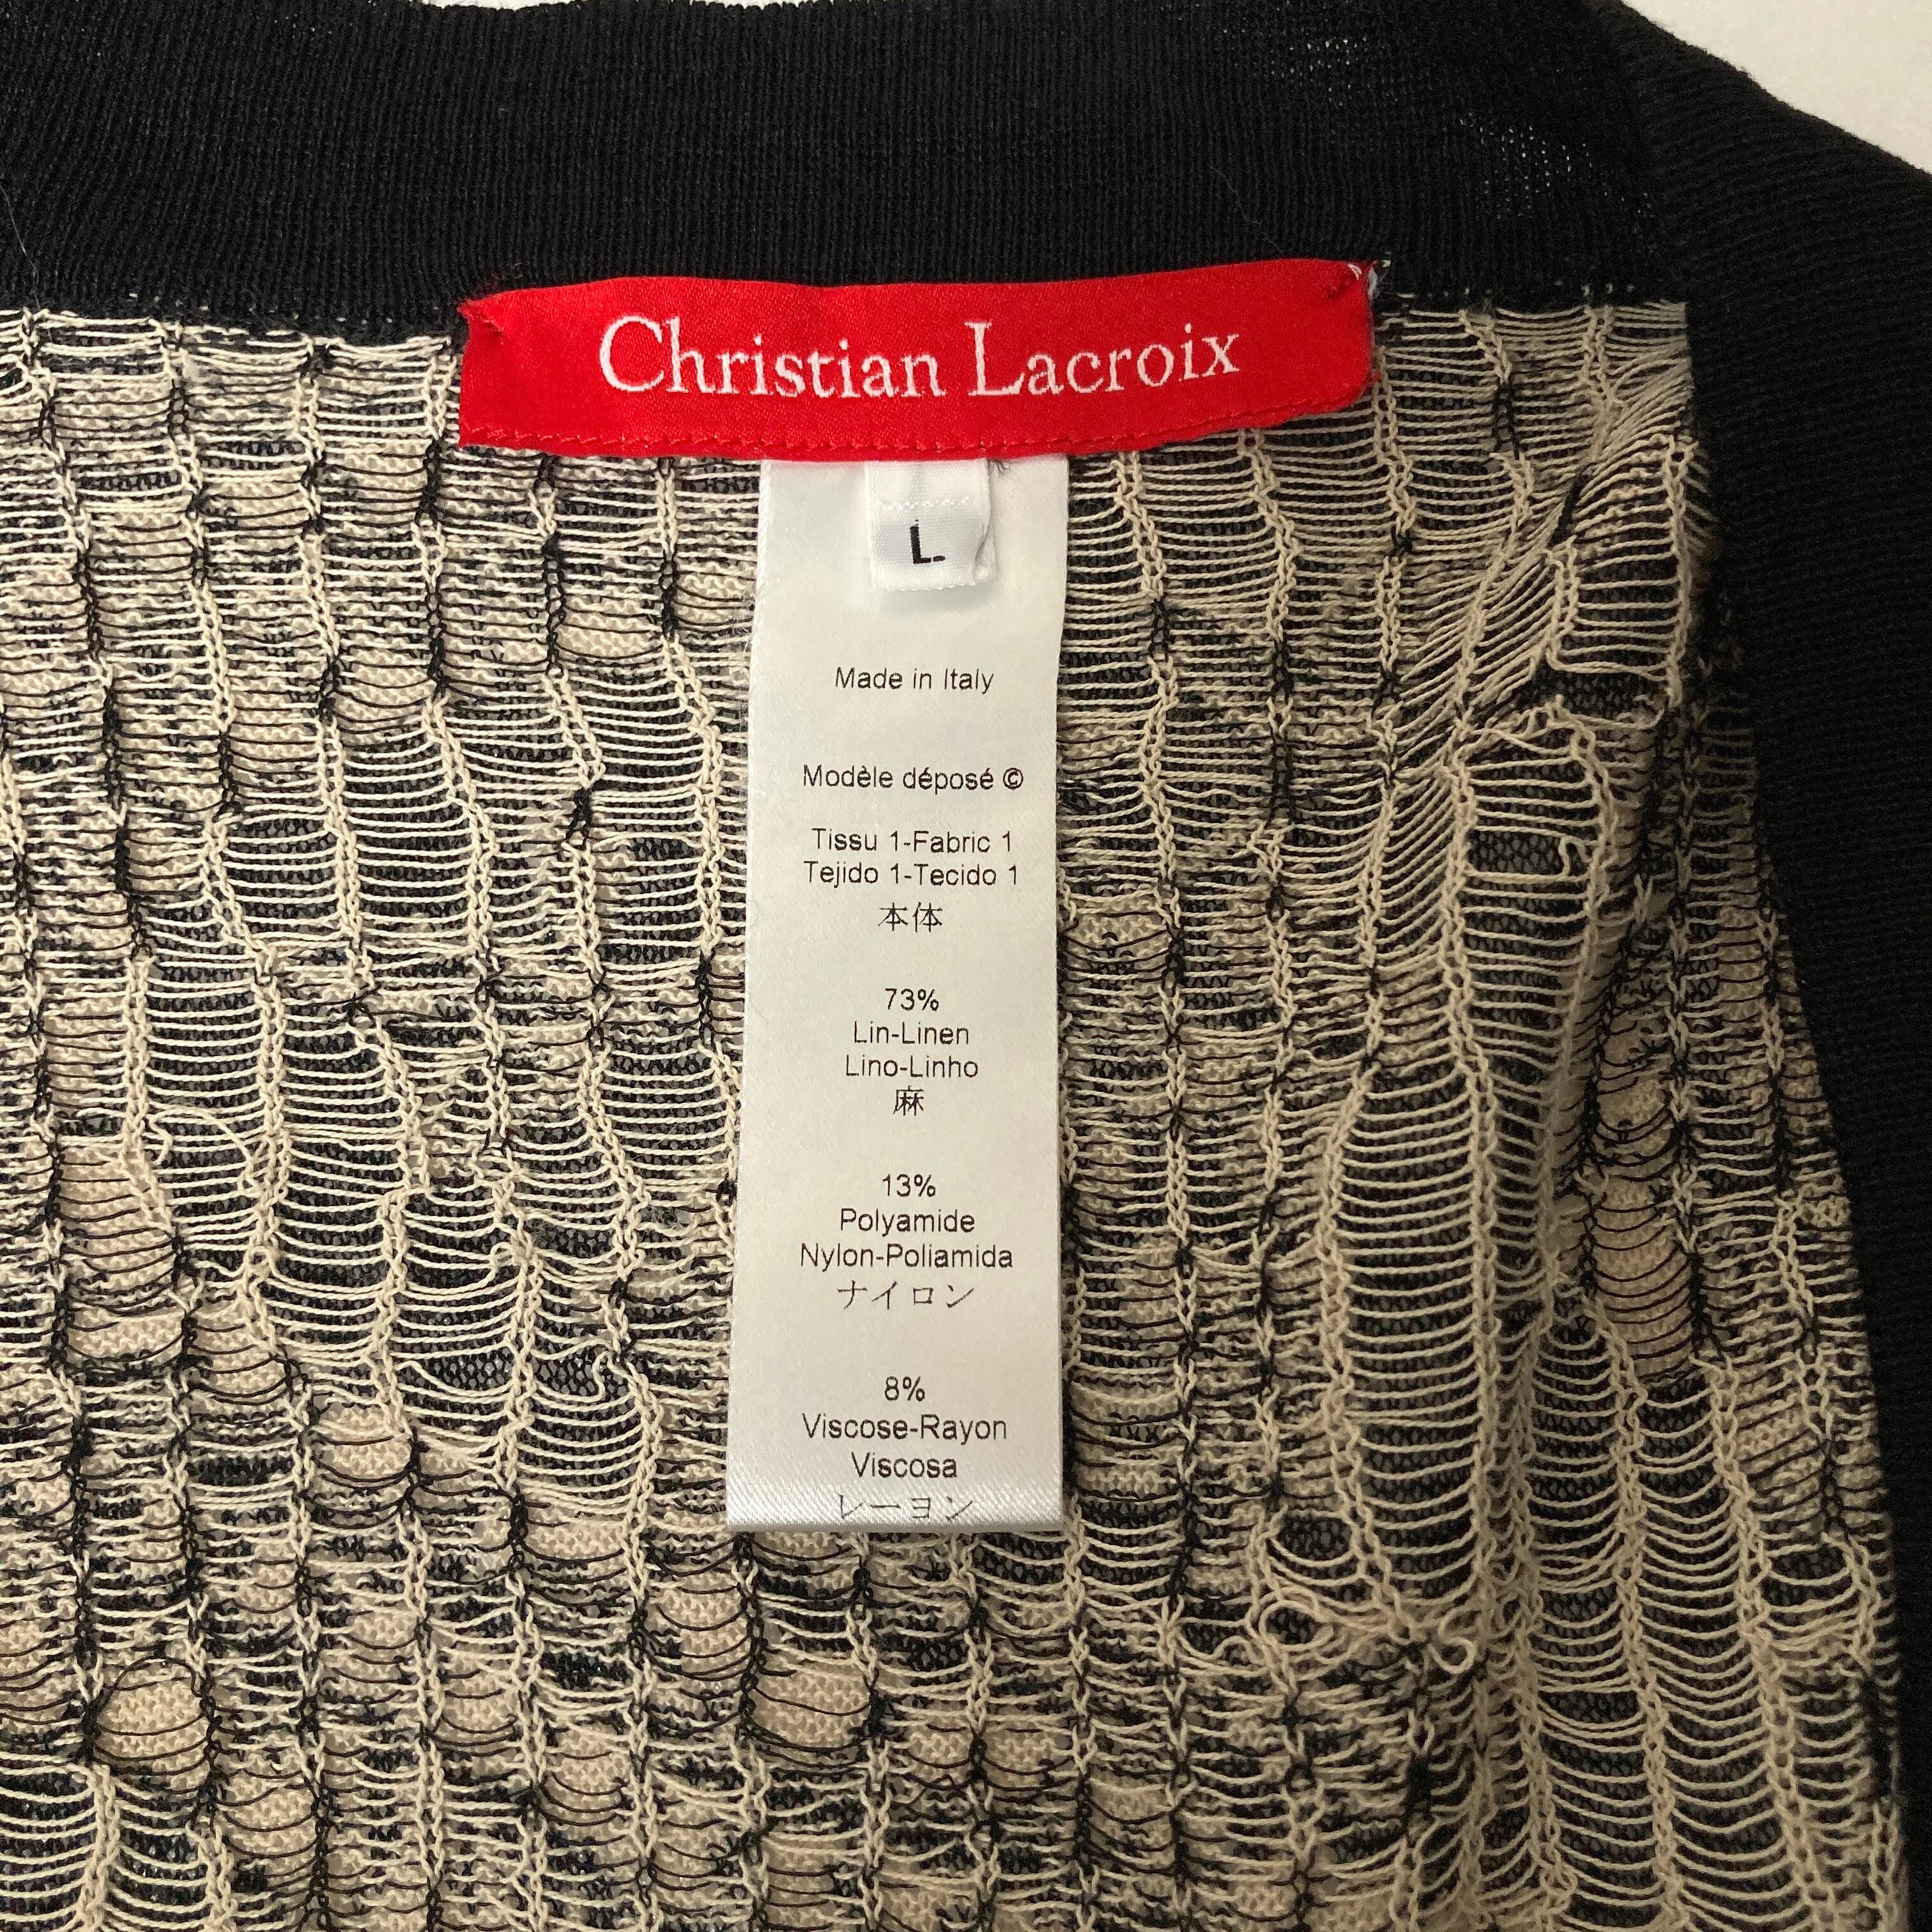 Christian Lacroix
L
Made in Italy
Modèle déposé ©
Tissu 1-Fabric 1
Tejido 1-Tecido 1
本体
73%
Lin-Linen
Lino-Linho
麻
13%
Polyamide
Nylon-Poliamida
ナイロン
8%
Viscose-Rayon
Viscosa
レーヨン